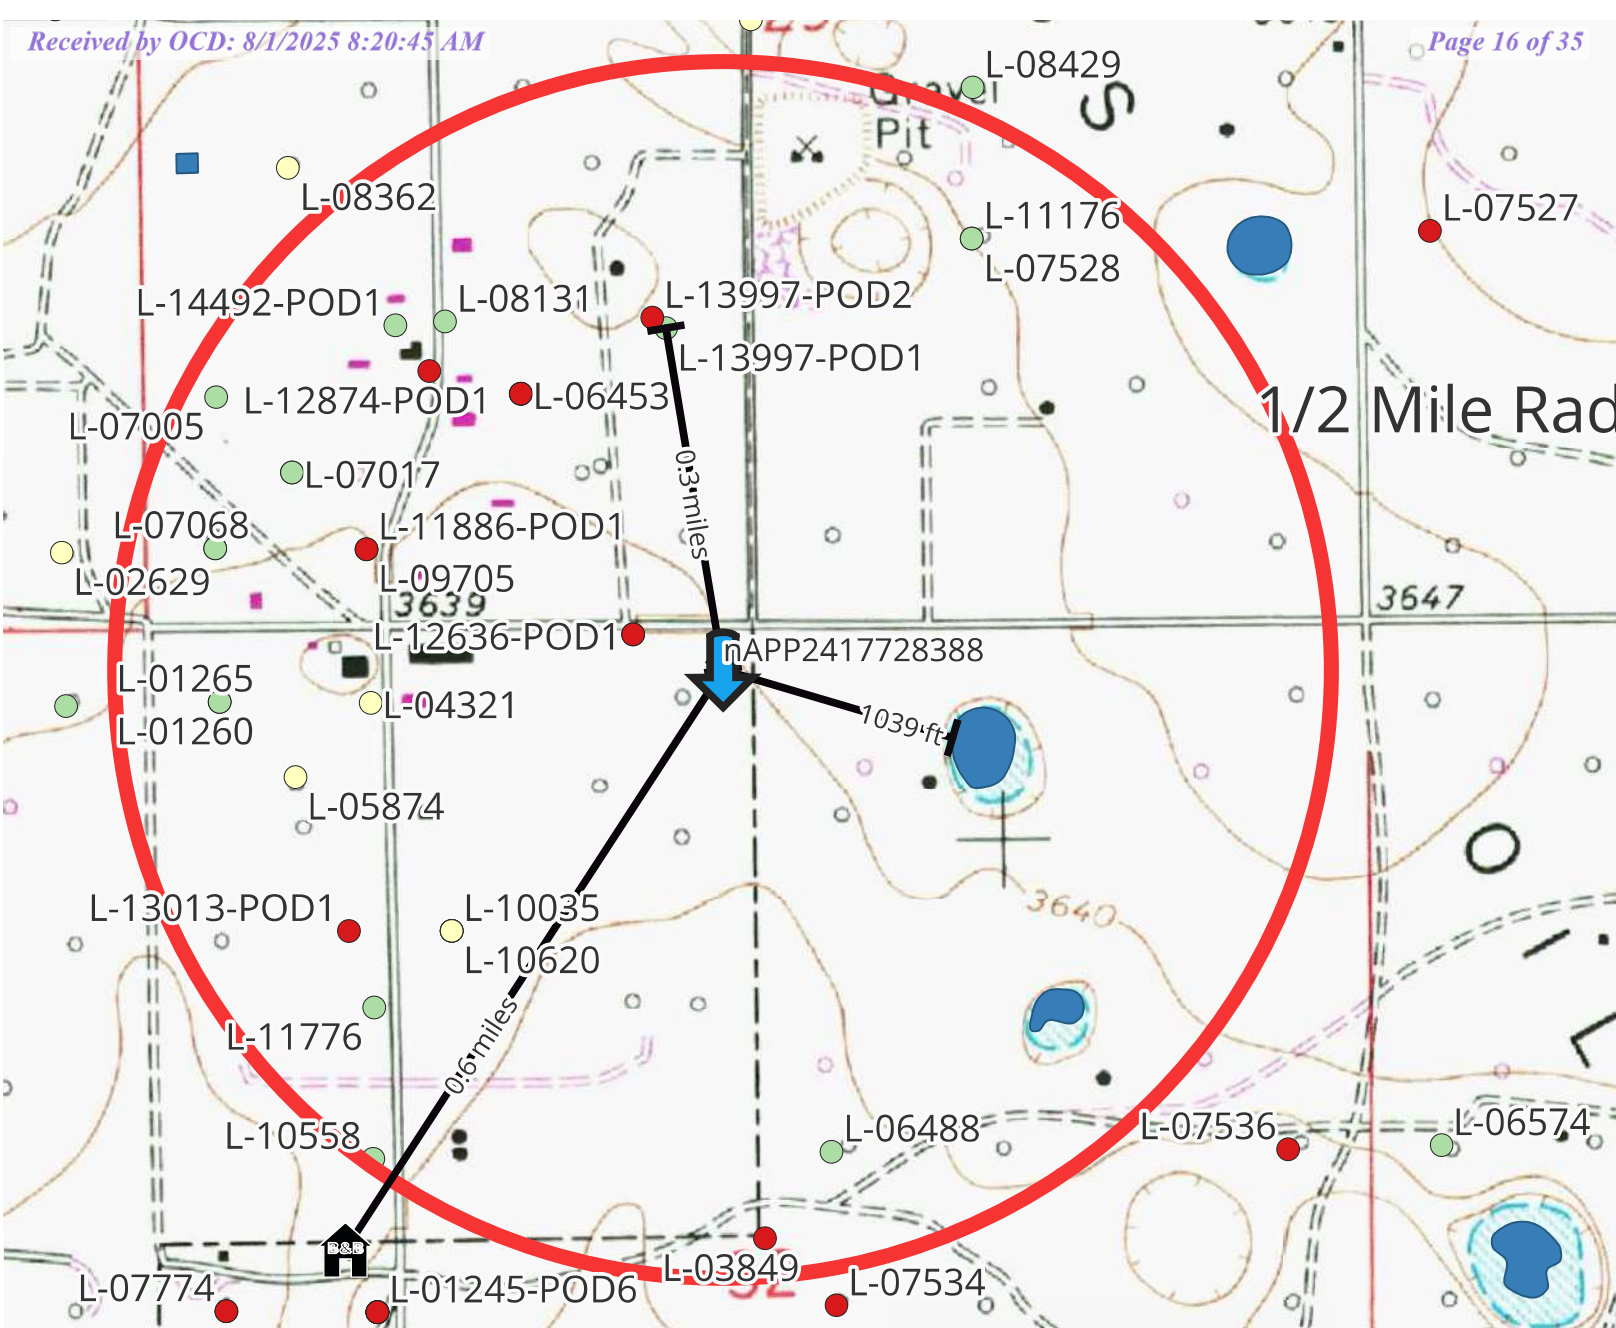 Received by OCD: 8/1/2025 8:20:45 AM
Page 16 of 35
L-08429
Gravel
Pit
S
L-08362
L-11176
L-07528
L-07527
L-14492-POD1
L-08131
L-13997-POD2
L-13997-POD1
L-12874-POD1
L-06453
1/2 Mile Rad
L-07005
L-07017
0.3 miles
L-07068
L-11886-POD1
L-02629
L-09705
3639
3647
L-12636-POD1
nAPP2417728388
L-01265
L-04321
L-01260
1039 ft
L-05874
O
L-13013-POD1
L-10035
3640
L-10620
L-11776
0.6 miles
L
L-10558
L-06488
L-07536
L-06574
B&B
L-03849
32
L-07774
L-01245-POD6
L-07534